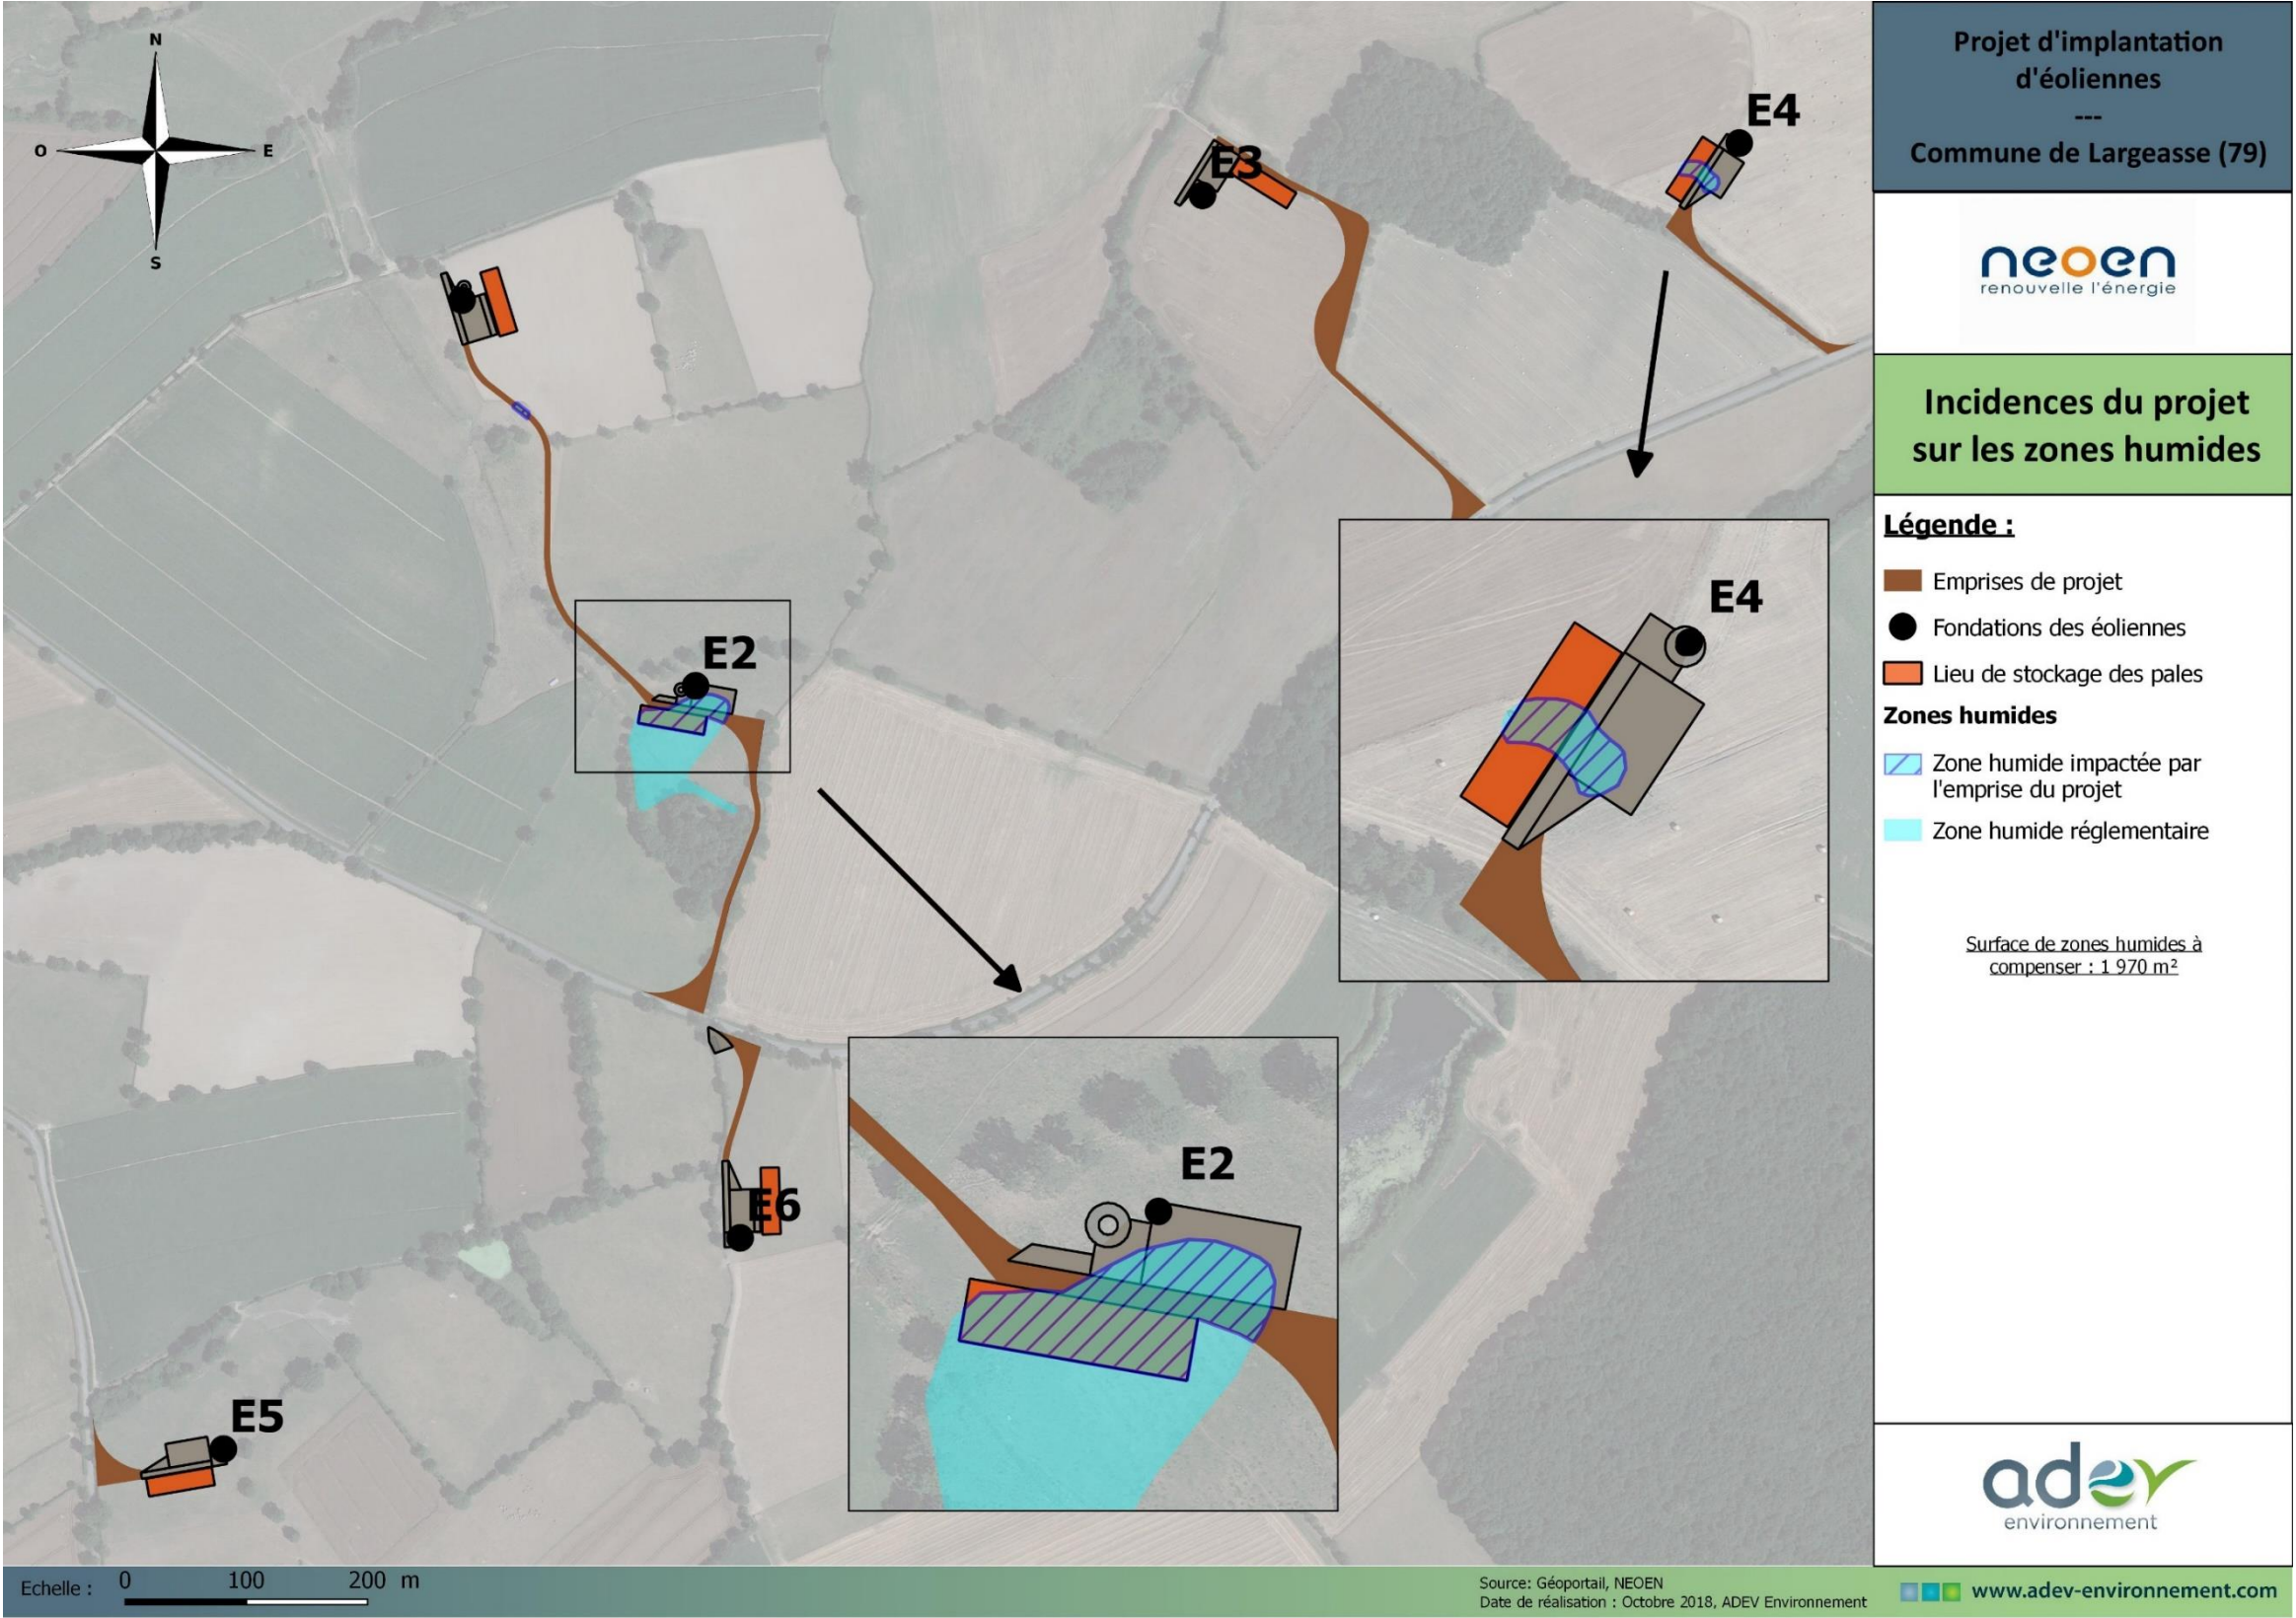 N
O
E
S
E3
E4
E2
E4
E2
E6
E5
Projet d'implantation
d'éoliennes
---
Commune de Largeasse (79)
neoen
renouvelle l'énergie
Incidences du projet
sur les zones humides
Légende :
Emprises de projet
Fondations des éoliennes
Lieu de stockage des pales
Zones humides
Zone humide impactée par
l'emprise du projet
Zone humide réglementaire
Surface de zones humides à
compenser : 1 970 m²
adev
environnement
Echelle : 0 100 200 m
Source: Géoportail, NEOEN
Date de réalisation : Octobre 2018, ADEV Environnement
www.adev-environnement.com